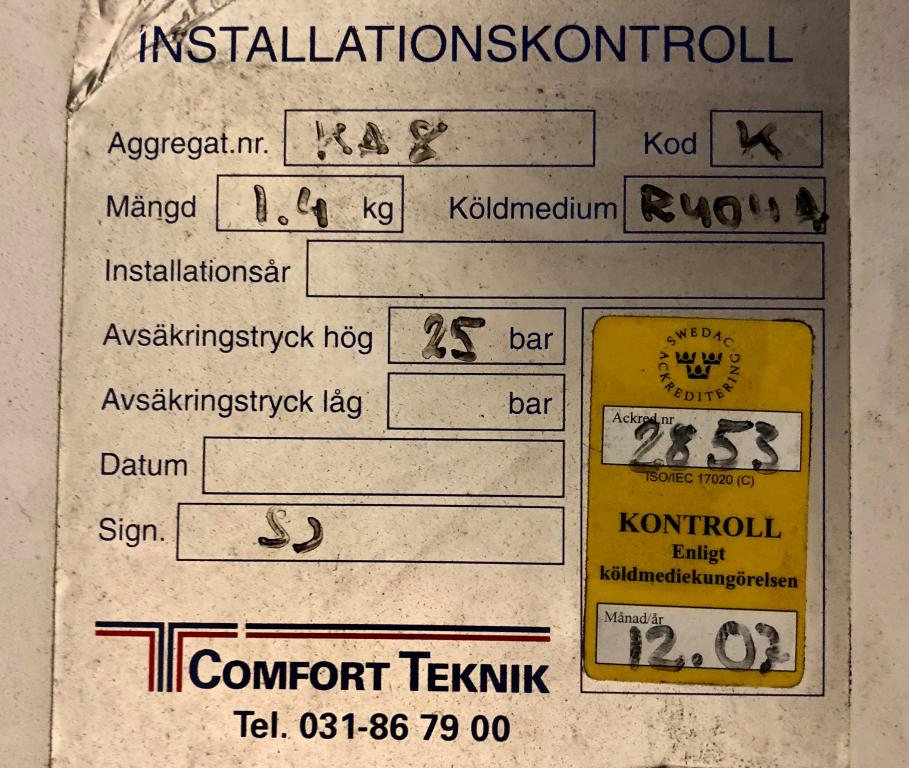 INSTALLATIONSKONTROLL
Aggregat.nr. KA 8 Kod K
Mängd 1.4 kg Köldmedium R404A
Installationsår
Avsäkringstryck hög 25 bar
Avsäkringstryck låg bar
Datum
Sign. SJ
SWEDAC
ACKREDITERING
Ackred.nr
2853
ISO/IEC 17020 (C)
KONTROLL
Enligt
köldmediekungörelsen
Månad/år
12.07
COMFORT TEKNIK
Tel. 031-86 79 00